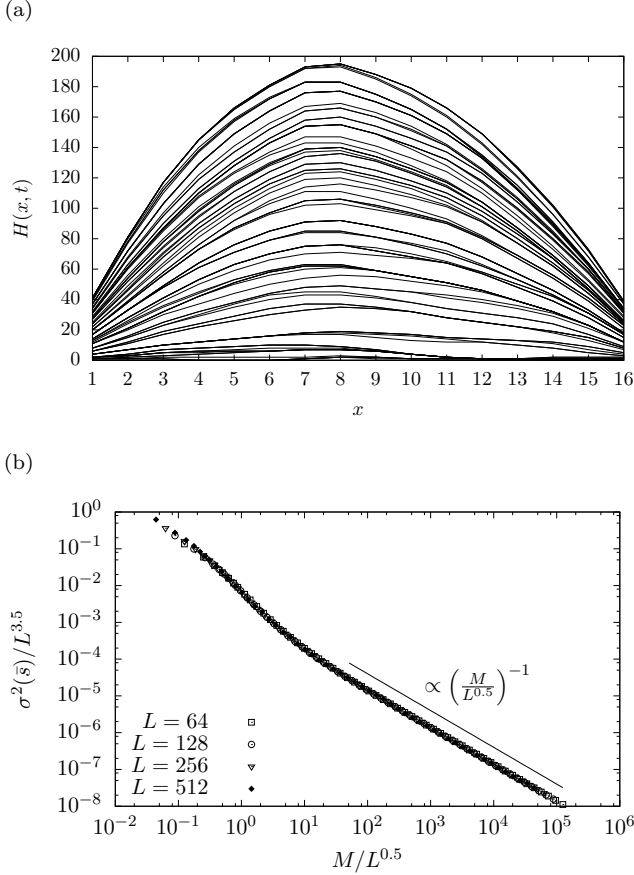 (a)
H(x, t)
200
180
160
140
120
100
80
60
40
20
0
1 2 3 4 5 6 7 8 9 10 11 12 13 14 15 16
x
(b)
σ²(s̄)/L^{3.5}
10^0
10^{-1}
10^{-2}
10^{-3}
10^{-4}
10^{-5}
10^{-6}
10^{-7}
10^{-8}
∝ (M/L^{0.5})^{-1}
L = 64
L = 128
L = 256
L = 512
10^{-2} 10^{-1} 10^0 10^1 10^2 10^3 10^4 10^5 10^6
M/L^{0.5}